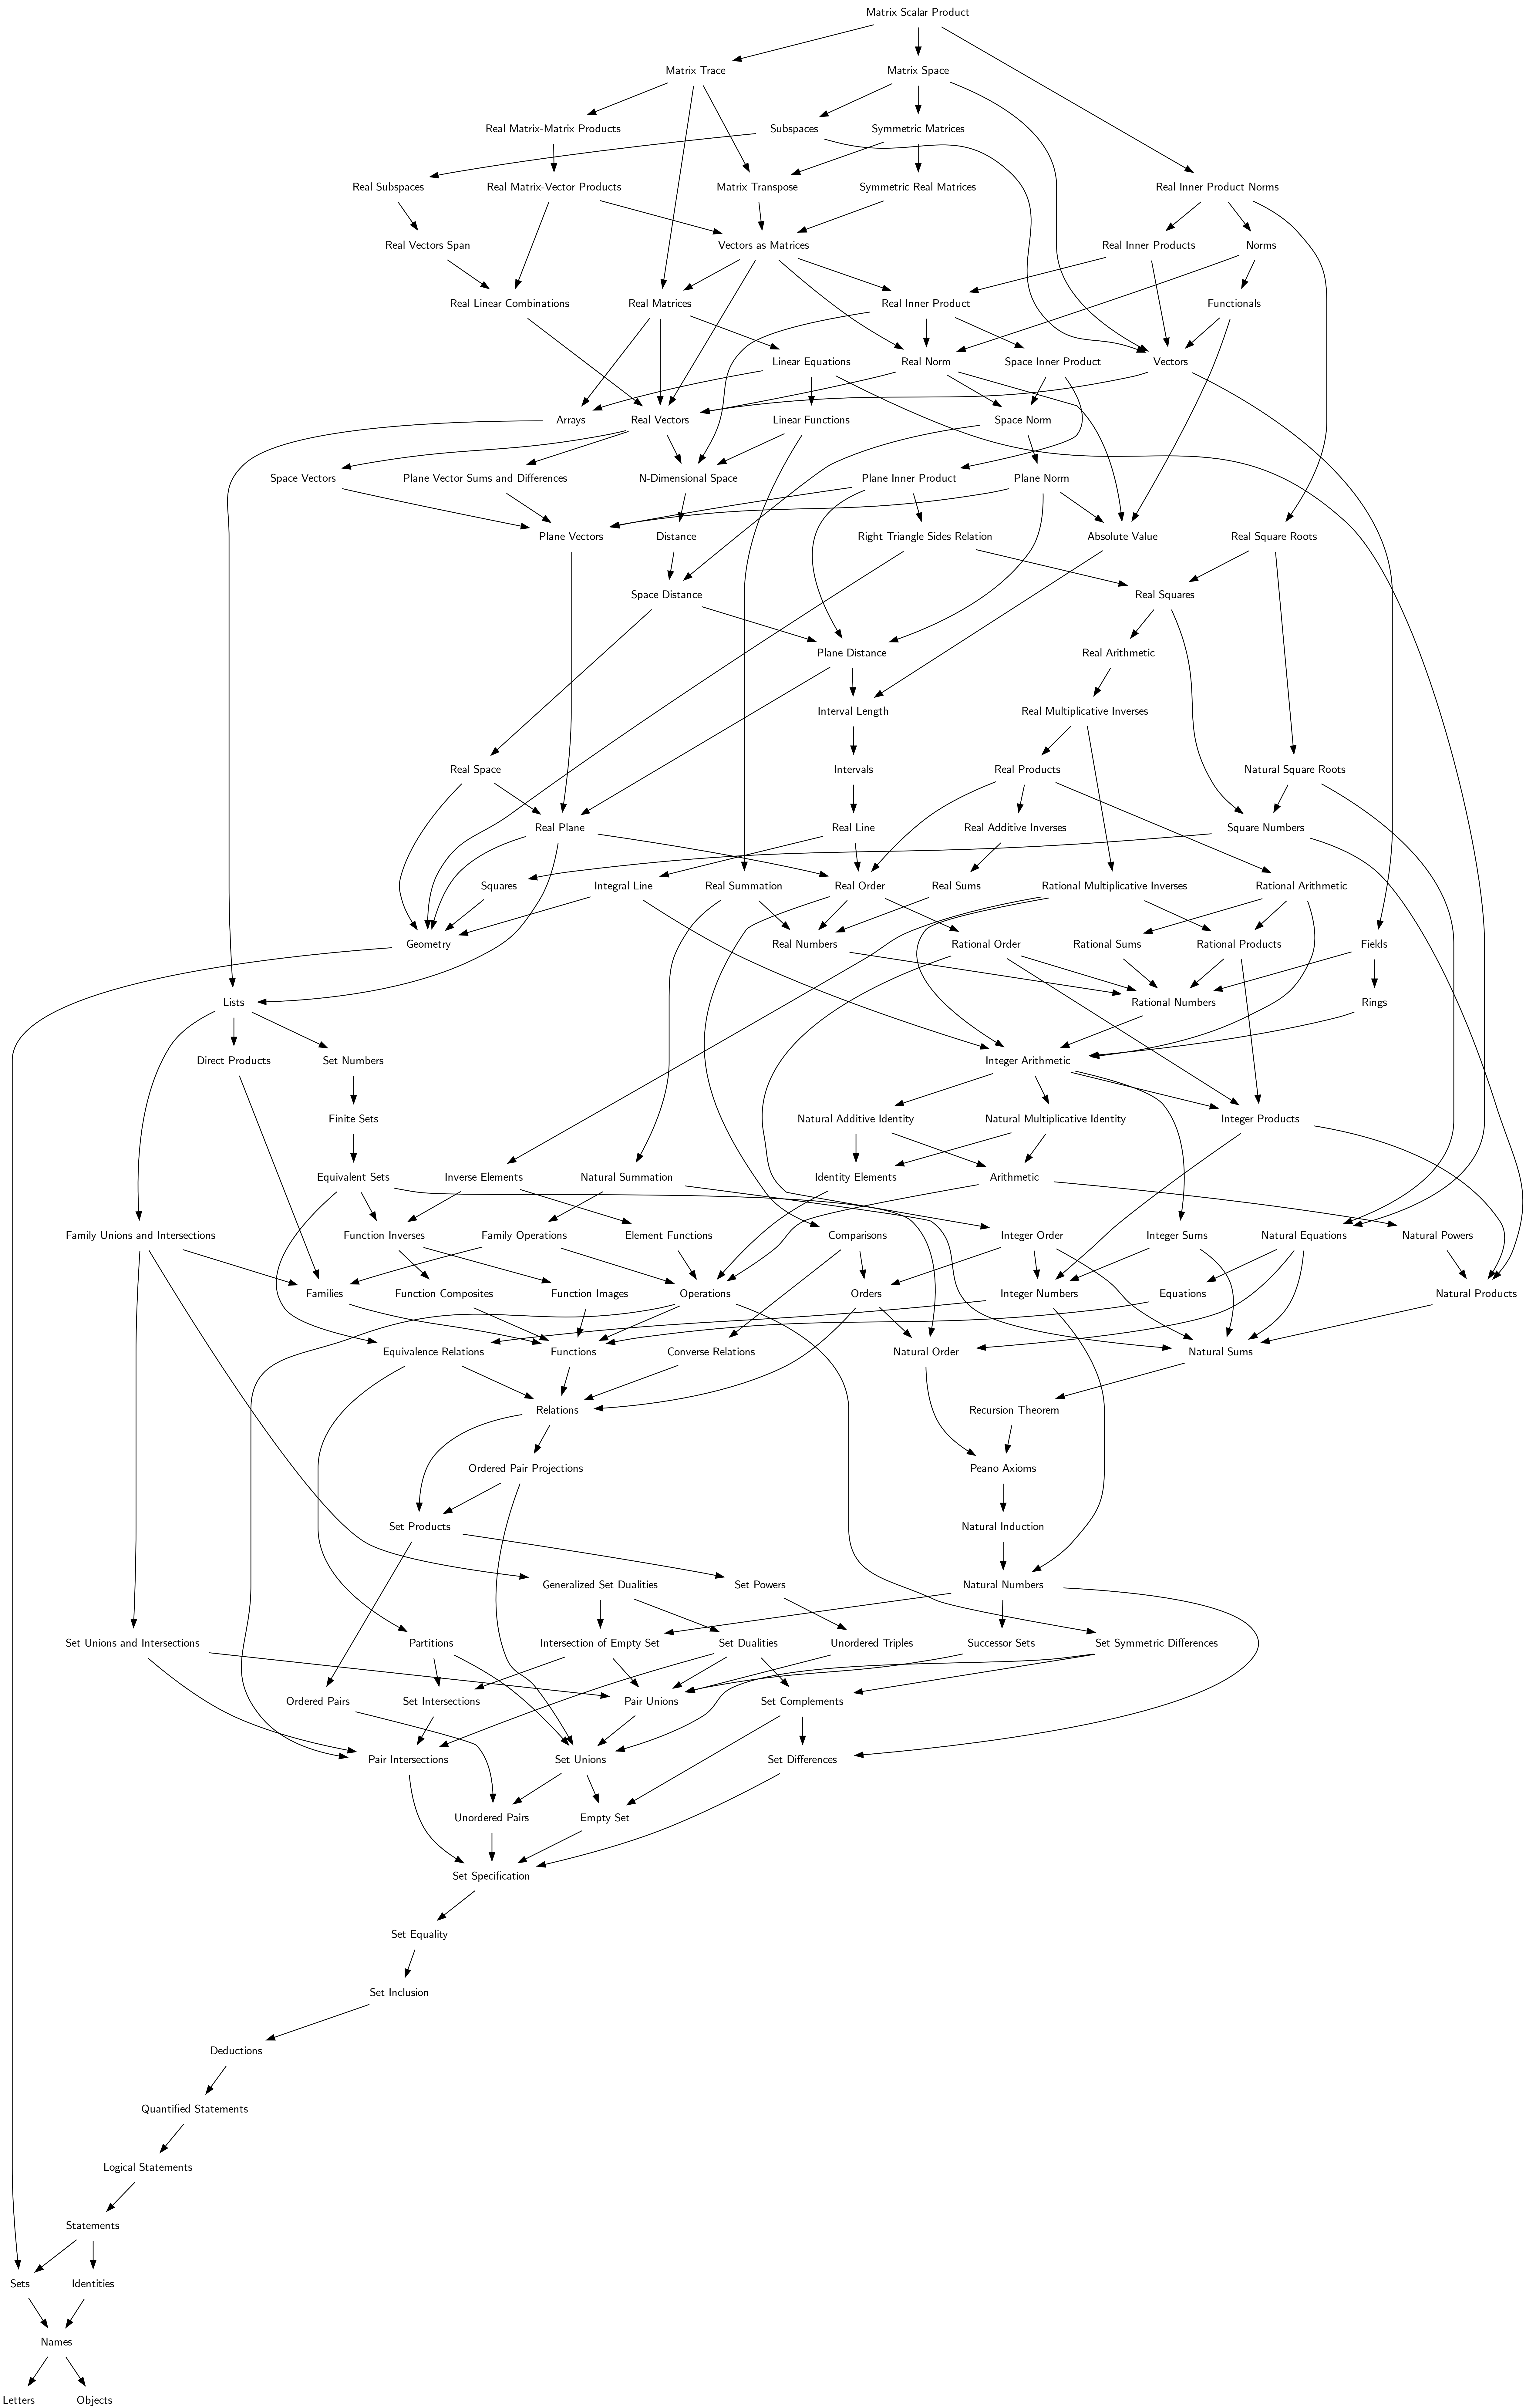 Matrix Scalar Product
Matrix Trace
Matrix Space
Real Matrix-Matrix Products
Subspaces
Symmetric Matrices
Real Subspaces
Real Matrix-Vector Products
Matrix Transpose
Symmetric Real Matrices
Real Inner Product Norms
Real Vectors Span
Vectors as Matrices
Real Inner Products
Norms
Real Linear Combinations
Real Matrices
Real Inner Product
Functionals
Linear Equations
Real Norm
Space Inner Product
Vectors
Arrays
Real Vectors
Linear Functions
Space Norm
Space Vectors
Plane Vector Sums and Differences
N-Dimensional Space
Plane Inner Product
Plane Norm
Plane Vectors
Distance
Right Triangle Sides Relation
Absolute Value
Real Square Roots
Space Distance
Real Squares
Plane Distance
Real Arithmetic
Interval Length
Real Multiplicative Inverses
Real Space
Intervals
Real Products
Natural Square Roots
Real Plane
Real Line
Real Additive Inverses
Square Numbers
Squares
Integral Line
Real Summation
Real Order
Real Sums
Rational Multiplicative Inverses
Rational Arithmetic
Geometry
Real Numbers
Rational Order
Rational Sums
Rational Products
Fields
Lists
Rational Numbers
Rings
Direct Products
Set Numbers
Integer Arithmetic
Finite Sets
Natural Additive Identity
Natural Multiplicative Identity
Integer Products
Equivalent Sets
Inverse Elements
Natural Summation
Identity Elements
Arithmetic
Family Unions and Intersections
Function Inverses
Family Operations
Element Functions
Comparisons
Integer Order
Integer Sums
Natural Equations
Natural Powers
Families
Function Composites
Function Images
Operations
Orders
Integer Numbers
Equations
Natural Products
Equivalence Relations
Functions
Converse Relations
Natural Order
Natural Sums
Relations
Recursion Theorem
Ordered Pair Projections
Peano Axioms
Set Products
Natural Induction
Generalized Set Dualities
Set Powers
Natural Numbers
Set Unions and Intersections
Partitions
Intersection of Empty Set
Set Dualities
Unordered Triples
Successor Sets
Set Symmetric Differences
Ordered Pairs
Set Intersections
Pair Unions
Set Complements
Pair Intersections
Set Unions
Set Differences
Unordered Pairs
Empty Set
Set Specification
Set Equality
Set Inclusion
Deductions
Quantified Statements
Logical Statements
Statements
Sets
Identities
Names
Letters
Objects